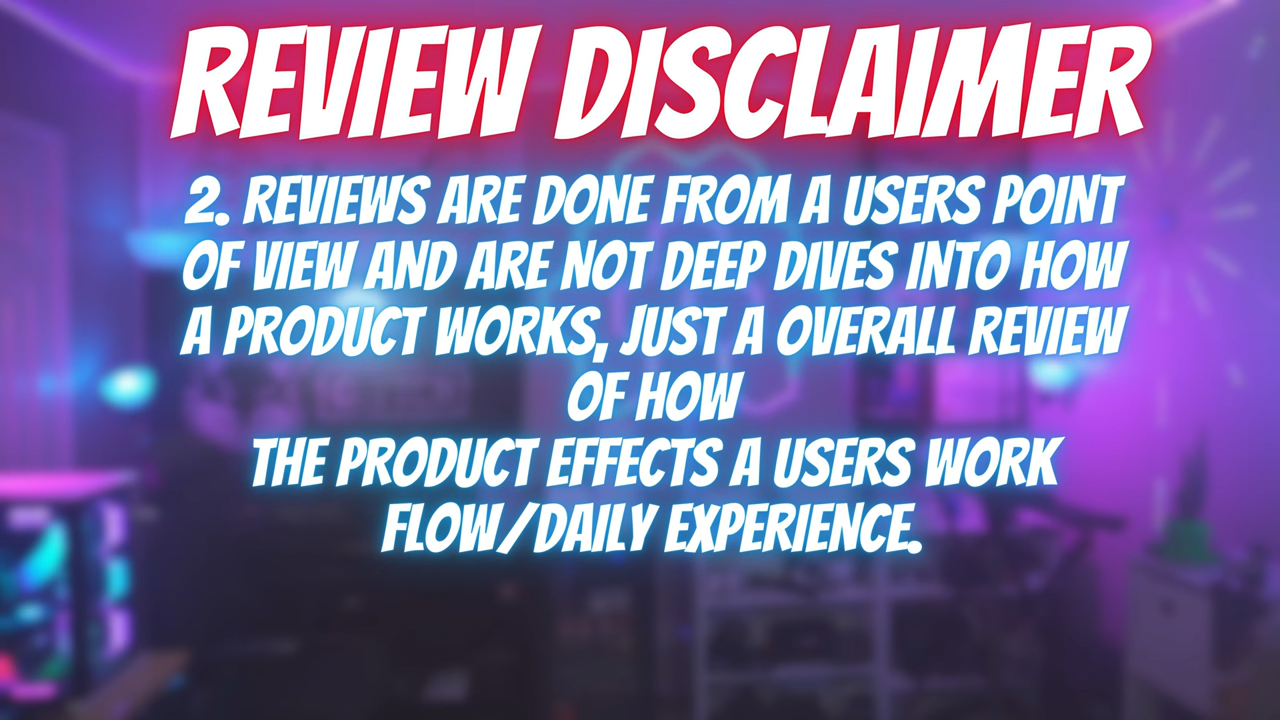 REVIEW DISCLAIMER
2. REVIEWS ARE DONE FROM A USERS POINT
OF VIEW AND ARE NOT DEEP DIVES INTO HOW
A PRODUCT WORKS, JUST A OVERALL REVIEW
OF HOW
THE PRODUCT EFFECTS A USERS WORK
FLOW/DAILY EXPERIENCE.